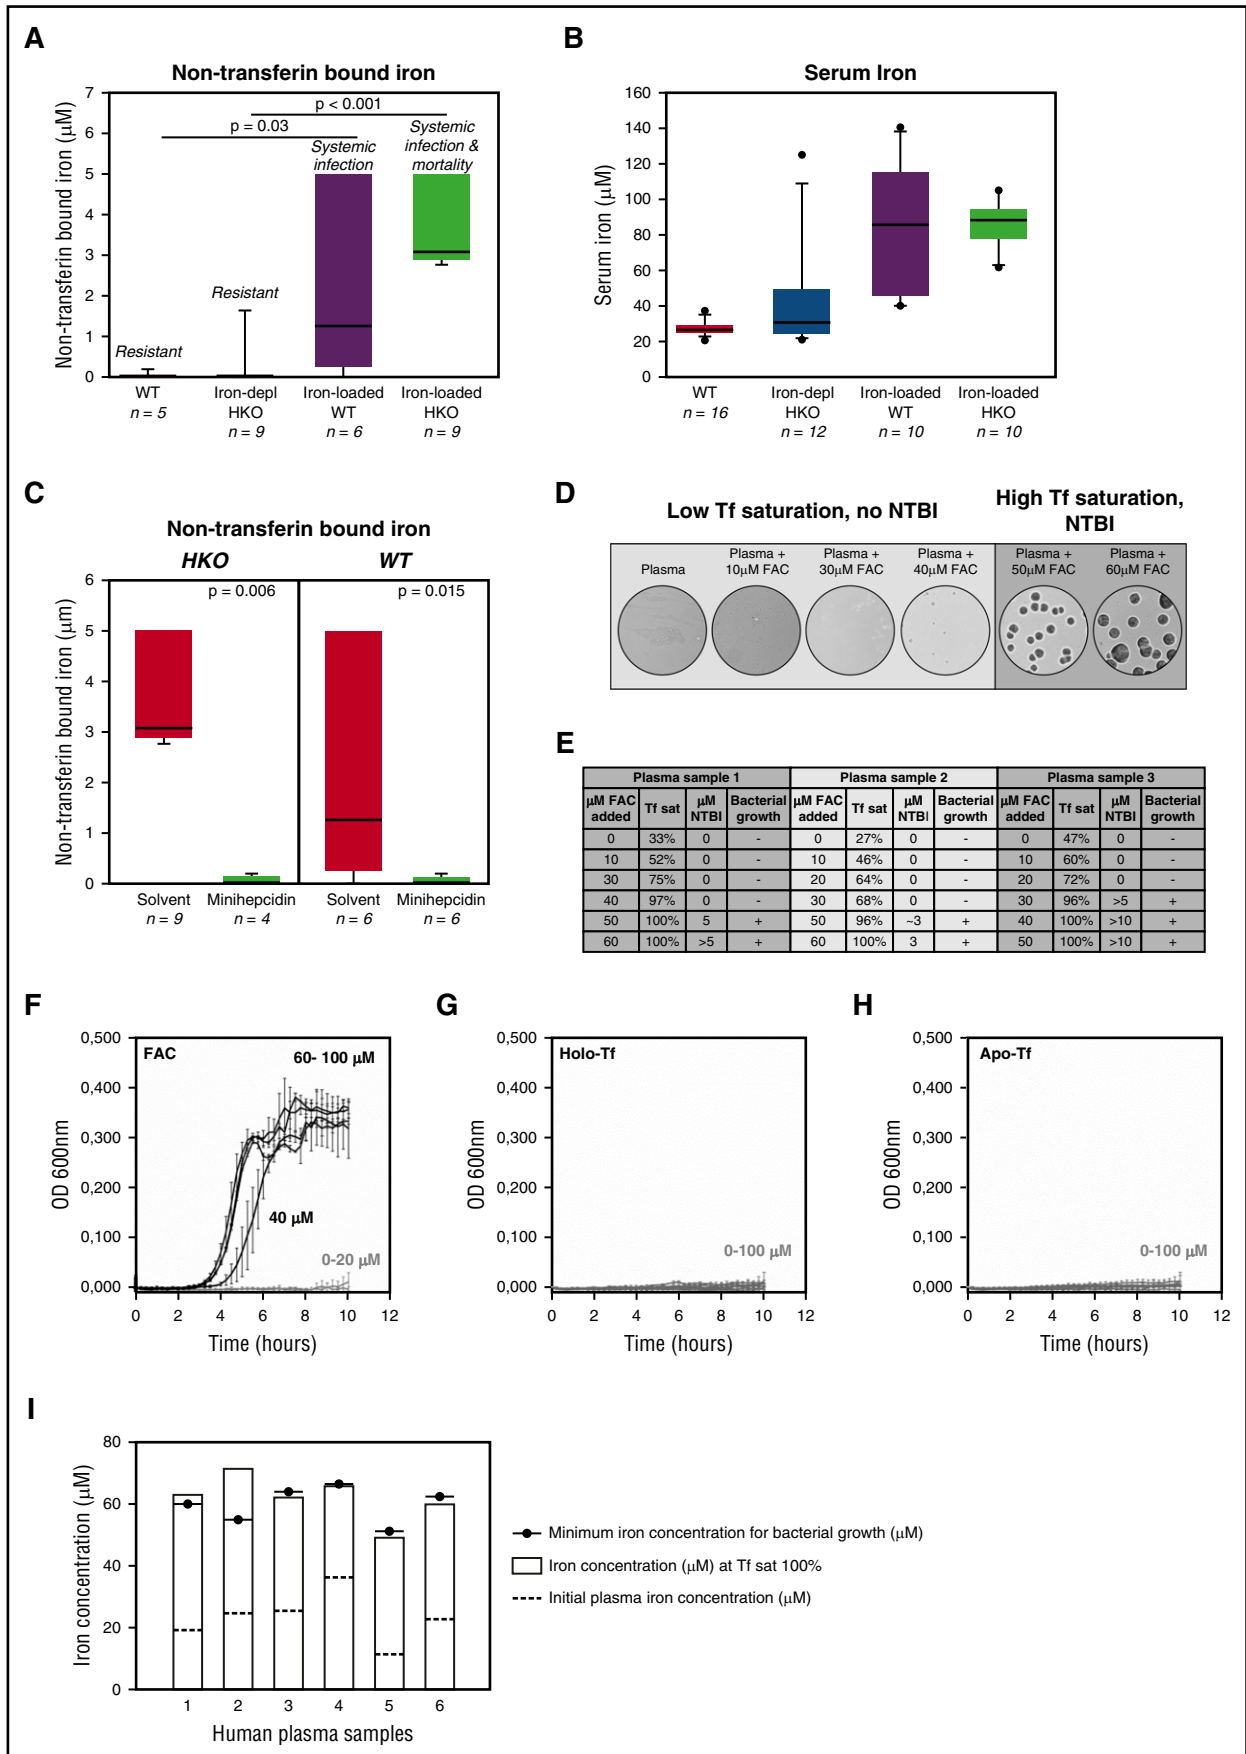 A
Non-transferin bound iron
Non-transferrin bound iron (μM)
7
6
5
4
3
2
1
0
p < 0.001
p = 0.03
Resistant
Resistant
Systemic
infection
Systemic
infection &
mortality
WT
n = 5
Iron-depl
HKO
n = 9
Iron-loaded
WT
n = 6
Iron-loaded
HKO
n = 9
B
Serum Iron
Serum iron (μM)
160
140
120
100
80
60
40
20
0
WT
n = 16
Iron-depl
HKO
n = 12
Iron-loaded
WT
n = 10
Iron-loaded
HKO
n = 10
C
Non-transferin bound iron
HKO
WT
Non-transferrin bound iron (μm)
6
5
4
3
2
1
0
p = 0.006
p = 0.015
Solvent
n = 9
Minihepcidin
n = 4
Solvent
n = 6
Minihepcidin
n = 6
D
Low Tf saturation, no NTBI
High Tf saturation,
NTBI
Plasma
Plasma +
10μM FAC
Plasma +
30μM FAC
Plasma +
40μM FAC
Plasma +
50μM FAC
Plasma +
60μM FAC
E
Plasma sample 1 Plasma sample 2 Plasma sample 3
μM FAC added Tf sat μM NTBI Bacterial growth μM FAC added Tf sat μM NTBI Bacterial growth μM FAC added Tf sat μM NTBI Bacterial growth
0 33% 0 - 0 27% 0 - 0 47% 0 -
10 52% 0 - 10 46% 0 - 10 60% 0 -
30 75% 0 - 20 64% 0 - 20 72% 0 -
40 97% 0 - 30 68% 0 - 30 96% >5 +
50 100% 5 + 50 96% ~3 + 40 100% >10 +
60 100% >5 + 60 100% 3 + 50 100% >10 +
F
OD 600nm
0,500
0,400
0,300
0,200
0,100
0,000
FAC
60- 100 μM
40 μM
0-20 μM
0 2 4 6 8 10 12
Time (hours)
G
OD 600nm
0,500
0,400
0,300
0,200
0,100
0,000
Holo-Tf
0-100 μM
0 2 4 6 8 10 12
Time (hours)
H
OD 600nm
0,500
0,400
0,300
0,200
0,100
0,000
Apo-Tf
0-100 μM
0 2 4 6 8 10 12
Time (hours)
I
Iron concentration (μM)
80
60
40
20
0
1 2 3 4 5 6
Human plasma samples
Minimum iron concentration for bacterial growth (μM)
Iron concentration (μM) at Tf sat 100%
Initial plasma iron concentration (μM)